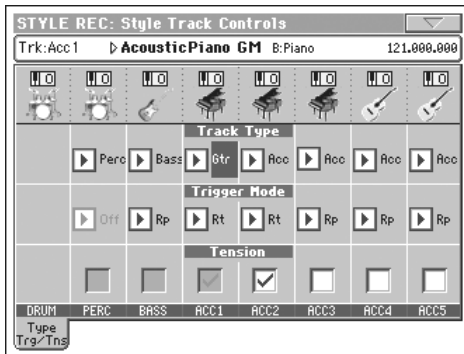 STYLE REC: Style Track Controls
Trk:Acc1 AcousticPiano GM B:Piano 121.000.000
Track Type
Perc Bass Gtr Acc Acc Acc Acc
Trigger Mode
Off Rp Rt Rt Rp Rp Rp
Tension
DRUM PERC BASS ACC1 ACC2 ACC3 ACC4 ACC5
Type
Trg/Tns